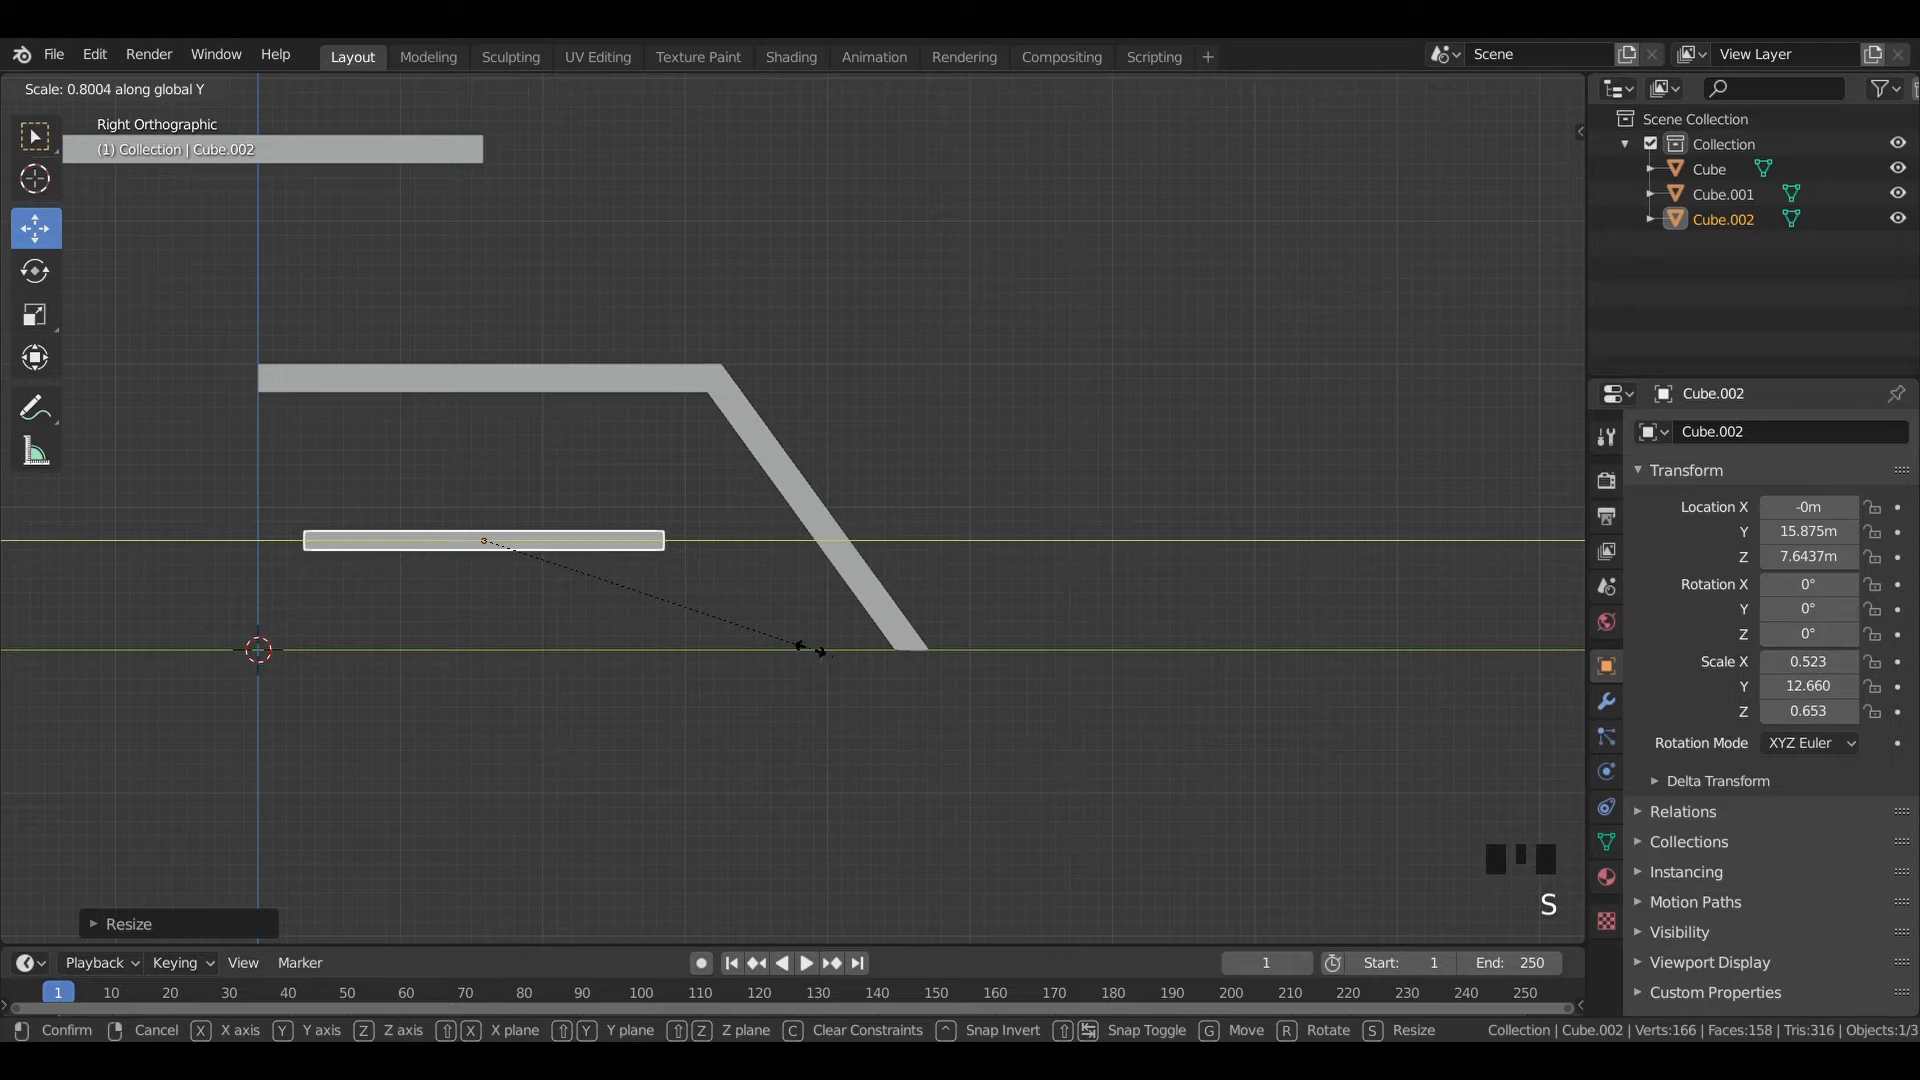 File Edit Render Window Help Layout Modeling Sculpting UV Editing Texture Paint Shading Animation Rendering Compositing Scripting + Scene View Layer
Scale: 0.8004 along global Y
Right Orthographic
(1) Collection | Cube.002
Scene Collection
Collection
Cube
Cube.001
Cube.002
Cube.002
Cube.002
Transform
Location X -0m
Y 15.875m
Z 7.6437m
Rotation X 0°
Y 0°
Z 0°
Scale X 0.523
Y 12.660
Z 0.653
Rotation Mode XYZ Euler
Delta Transform
Relations
Collections
Instancing
Motion Paths
Visibility
Viewport Display
Custom Properties
S
Resize
Playback Keying View Marker 1 Start: 1 End: 250
1 10 20 30 40 50 60 70 80 90 100 110 120 130 140 150 160 170 180 190 200 210 220 230 240 250
Confirm Cancel X X axis Y Y axis Z Z axis X X plane Y Y plane Z Z plane C Clear Constraints ^ Snap Invert Snap Toggle G Move R Rotate S Resize Collection | Cube.002 | Verts:166 | Faces:158 | Tris:316 | Objects:1/3